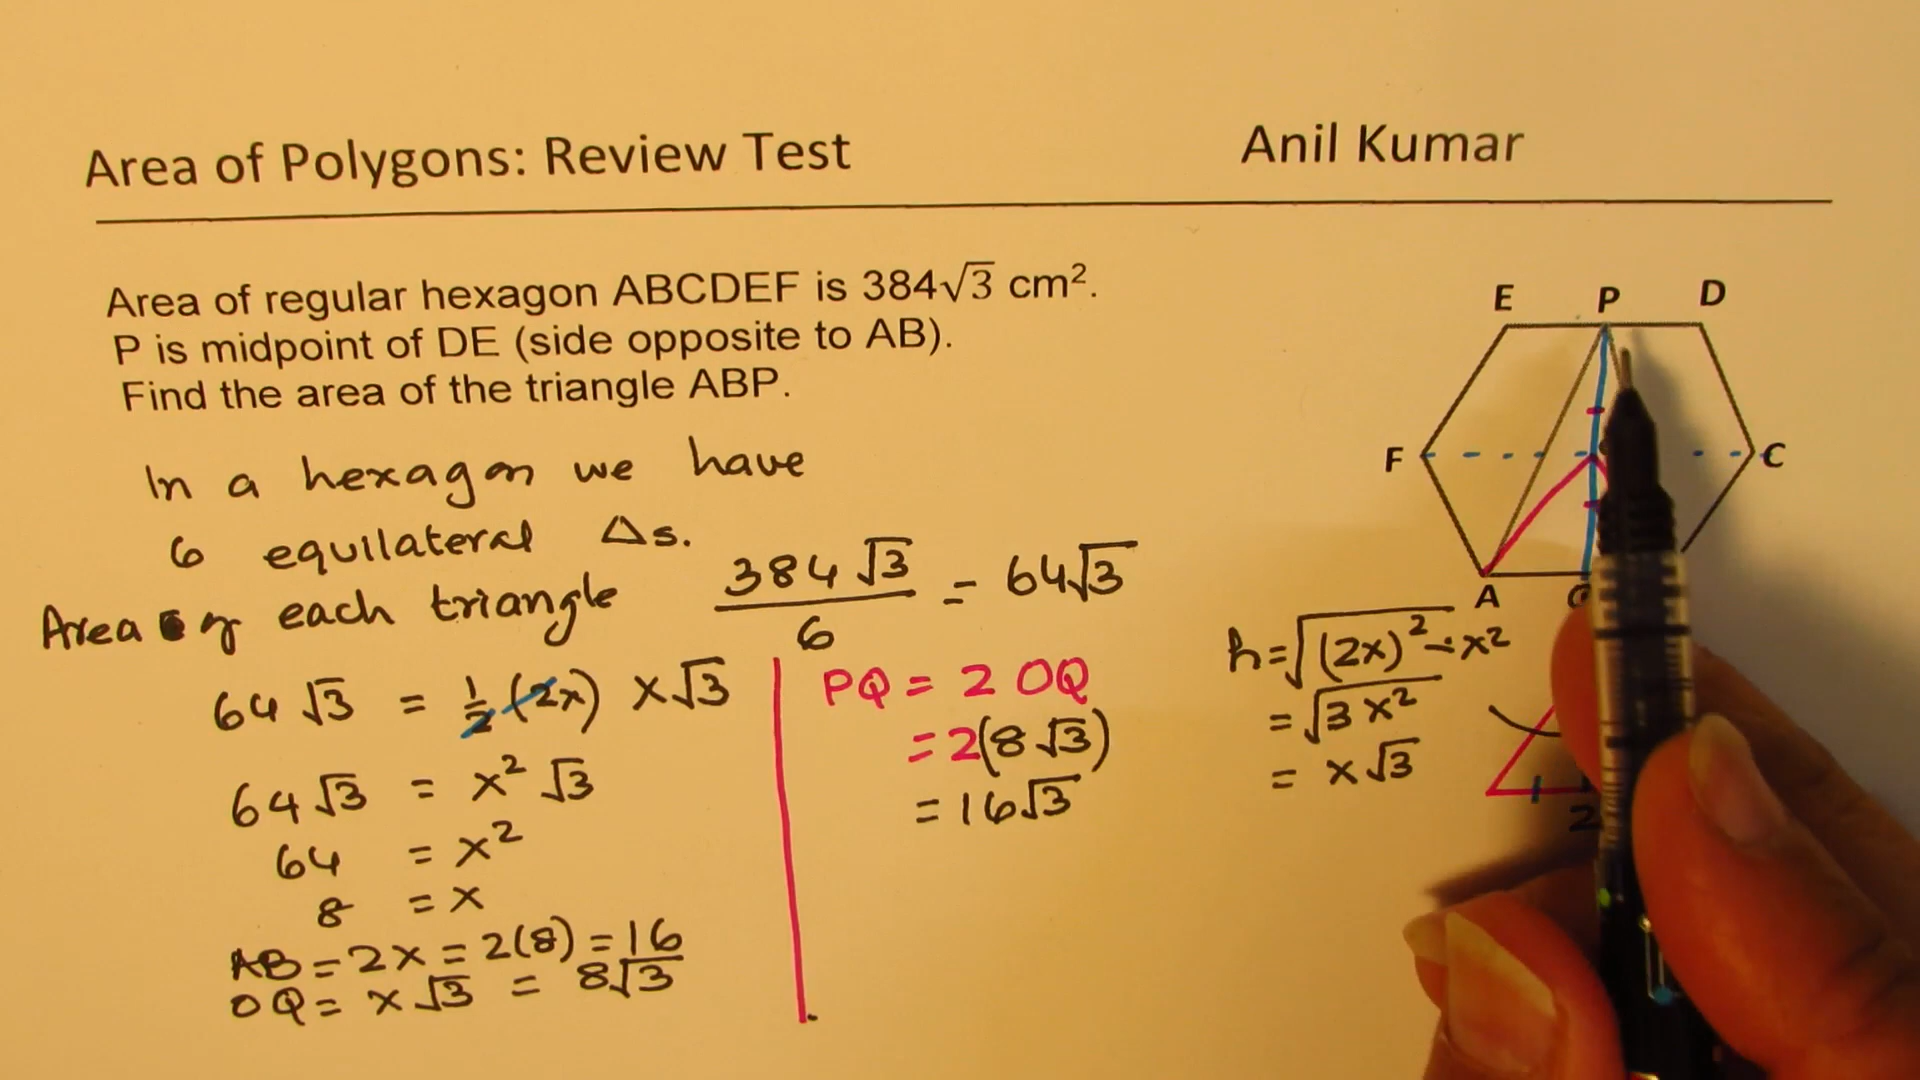 Area of Polygons: Review Test Anil Kumar
Area of regular hexagon ABCDEF is 384√3 cm².
P is midpoint of DE (side opposite to AB).
Find the area of the triangle ABP.
In a hexagon we have
6 equilateral Δs.
Area of each triangle 384√3/6 = 64√3
64√3 = 1/2 (2x) x√3
64√3 = x² √3
64 = x²
8 = x
AB = 2x = 2(8) = 16
OQ = x√3 = 8√3
PQ = 2 OQ
= 2(8√3)
= 16√3
E P D
F C
A
h = √(2x)² - x²
= √3x²
= x√3
2